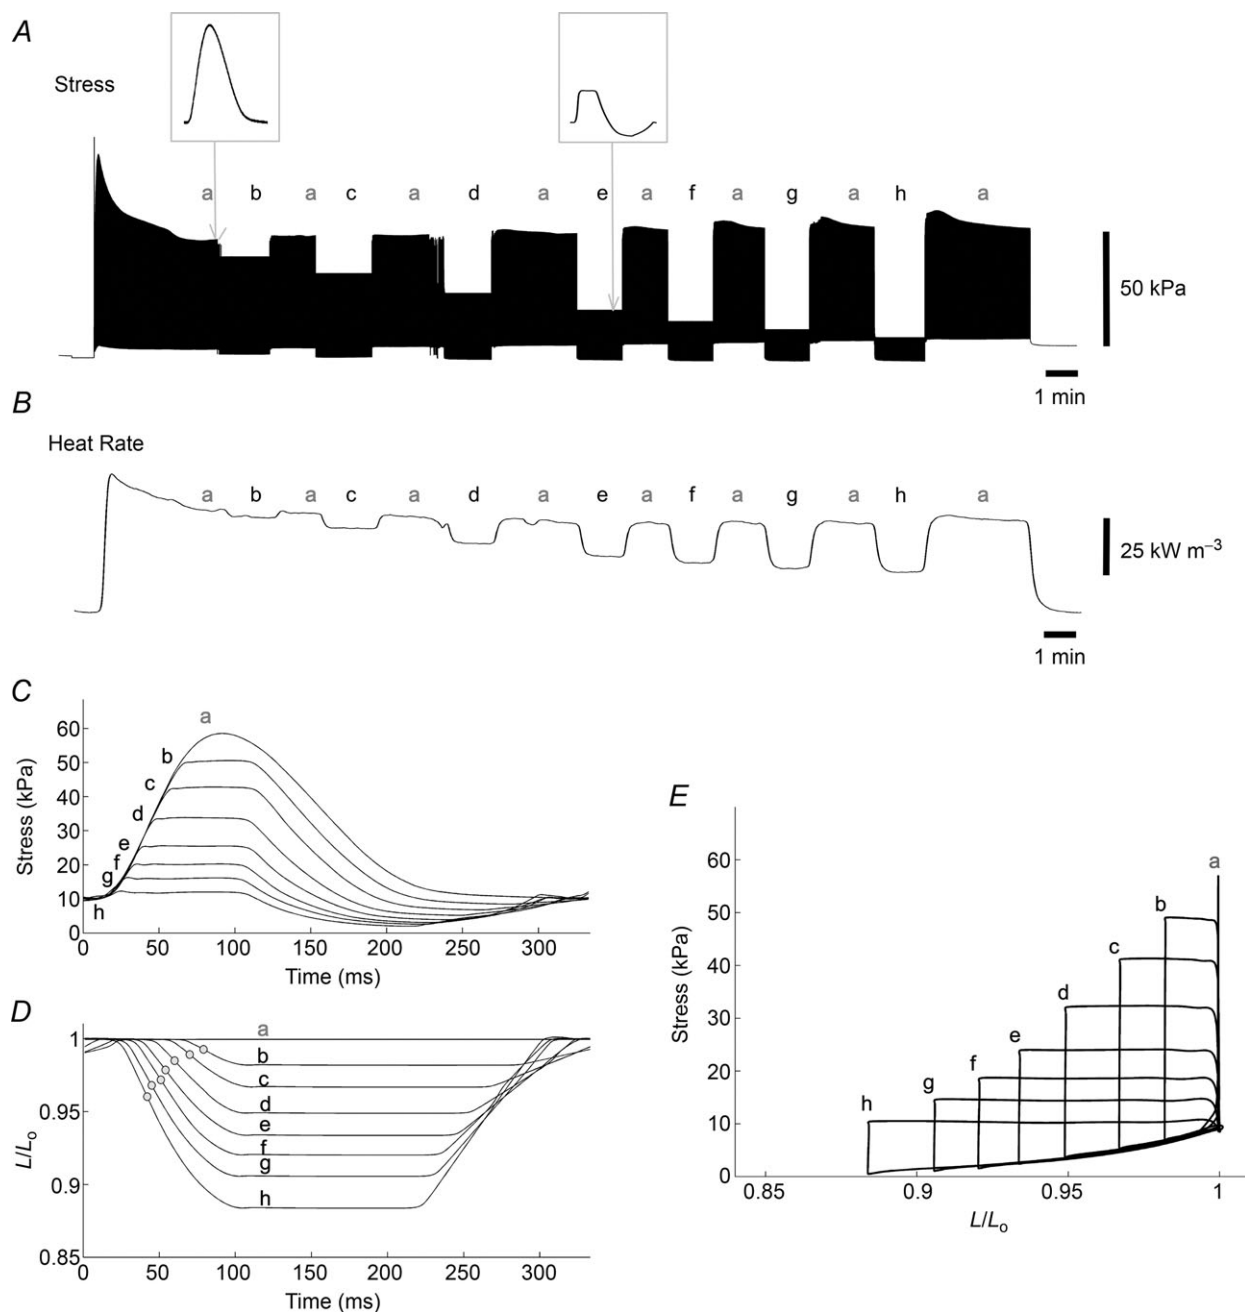 A
Stress
a b a c a d a e a f a g a h a
50 kPa
1 min
B
Heat Rate
a b a c a d a e a f a g a h a
25 kW m⁻³
1 min
C
Stress (kPa)
60
50
40
30
20
10
0
a
b
c
d
e
f
g
h
0 50 100 150 200 250 300
Time (ms)
D
L/Lo
1
0.95
0.9
0.85
a
b
c
d
e
f
g
h
0 50 100 150 200 250 300
Time (ms)
E
Stress (kPa)
60
50
40
30
20
10
0
a
b
c
d
e
f
g
h
0.85 0.9 0.95 1
L/Lo